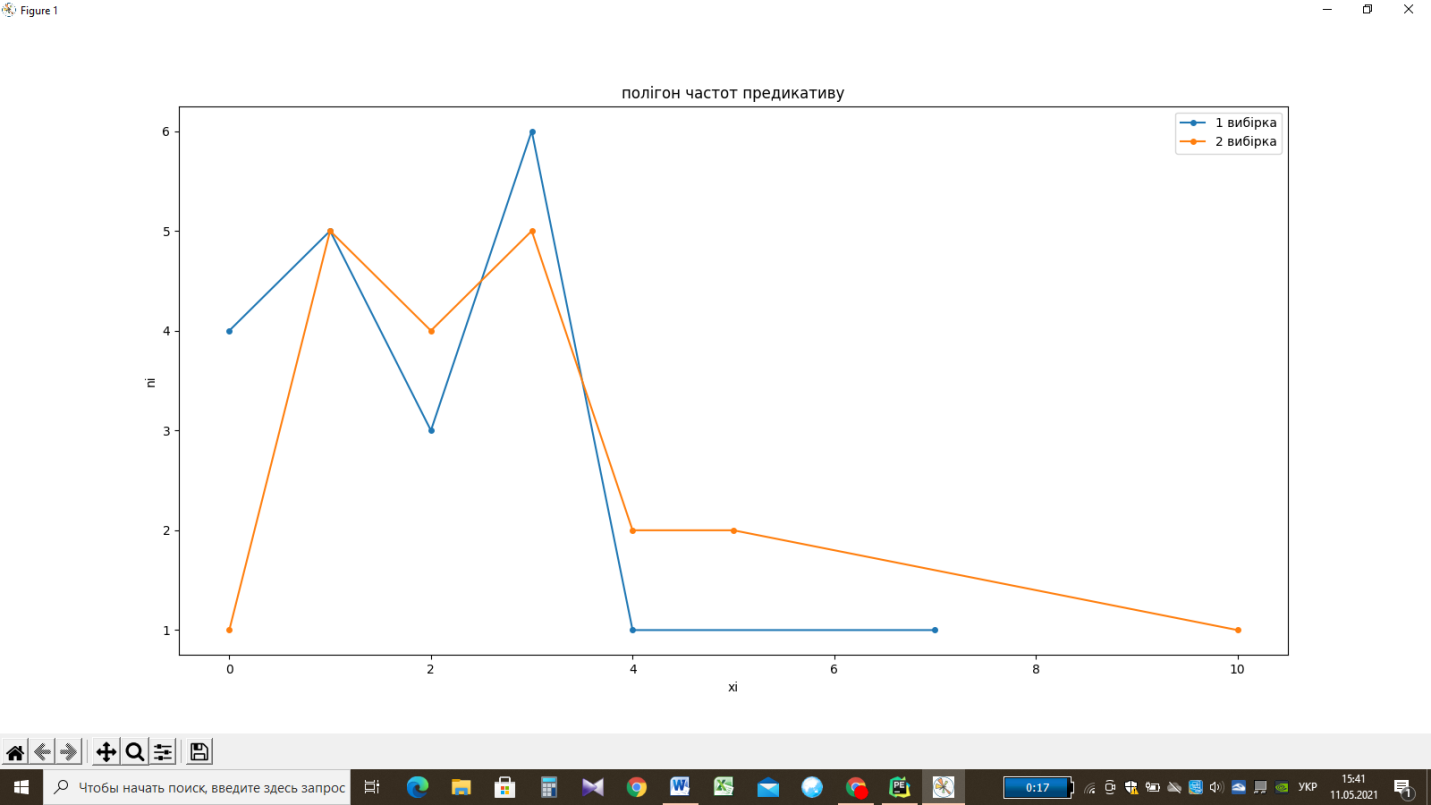 Figure 1
полігон частот предикативу
1 вибірка
2 вибірка
6
5
4
3
2
1
ni
0 2 4 6 8 10
xi
Чтобы начать поиск, введите здесь запрос
0:17
УКР
15:41
11.05.2021
1